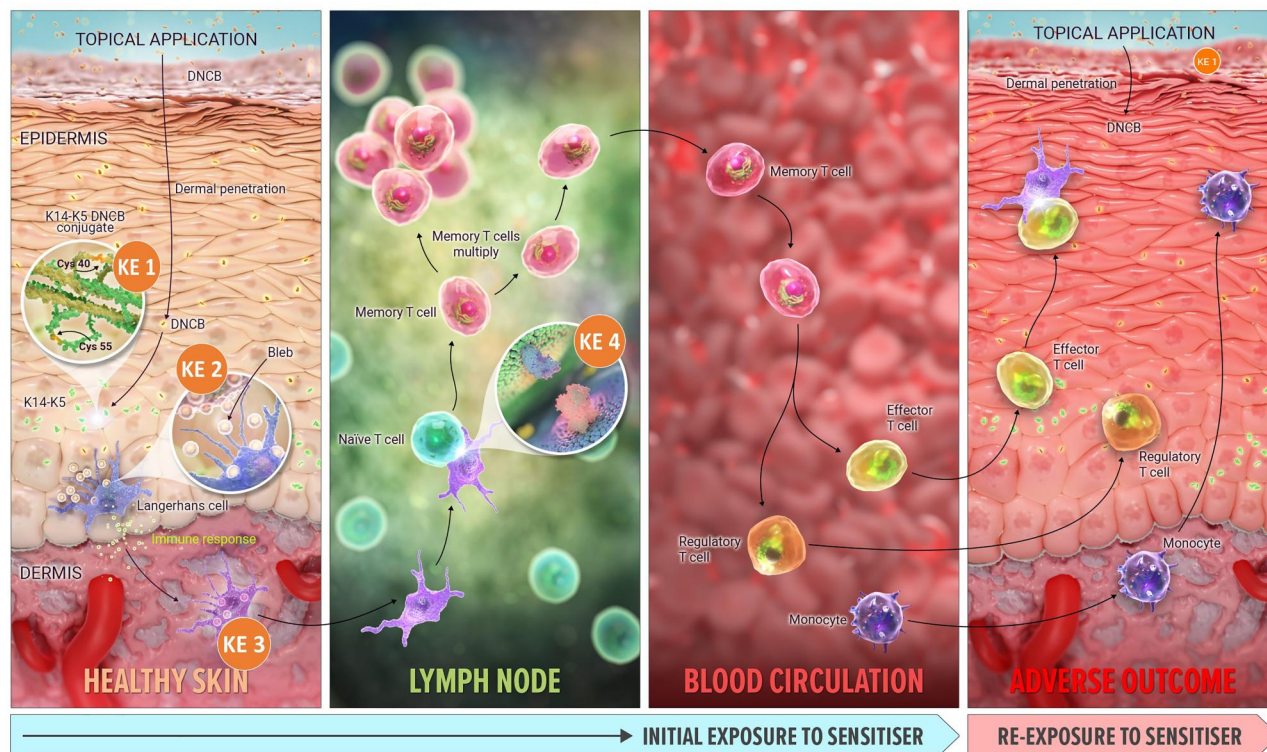 TOPICAL APPLICATION
DNCB
EPIDERMIS
Dermal penetration
K14-K5 DNCB
conjugate
Cys 40
KE 1
Cys 55
DNCB
KE 2
Bleb
K14-K5
Langerhans cell
Immune response
DERMIS
KE 3
HEALTHY SKIN
Memory T cells
multiply
Memory T cell
KE 4
Naïve T cell
LYMPH NODE
Memory T cell
Effector
T cell
Regulatory
T cell
Monocyte
BLOOD CIRCULATION
TOPICAL APPLICATION
KE 1
Dermal penetration
DNCB
Effector
T cell
Regulatory
T cell
Monocyte
ADVERSE OUTCOME
INITIAL EXPOSURE TO SENSITISER
RE-EXPOSURE TO SENSITISER